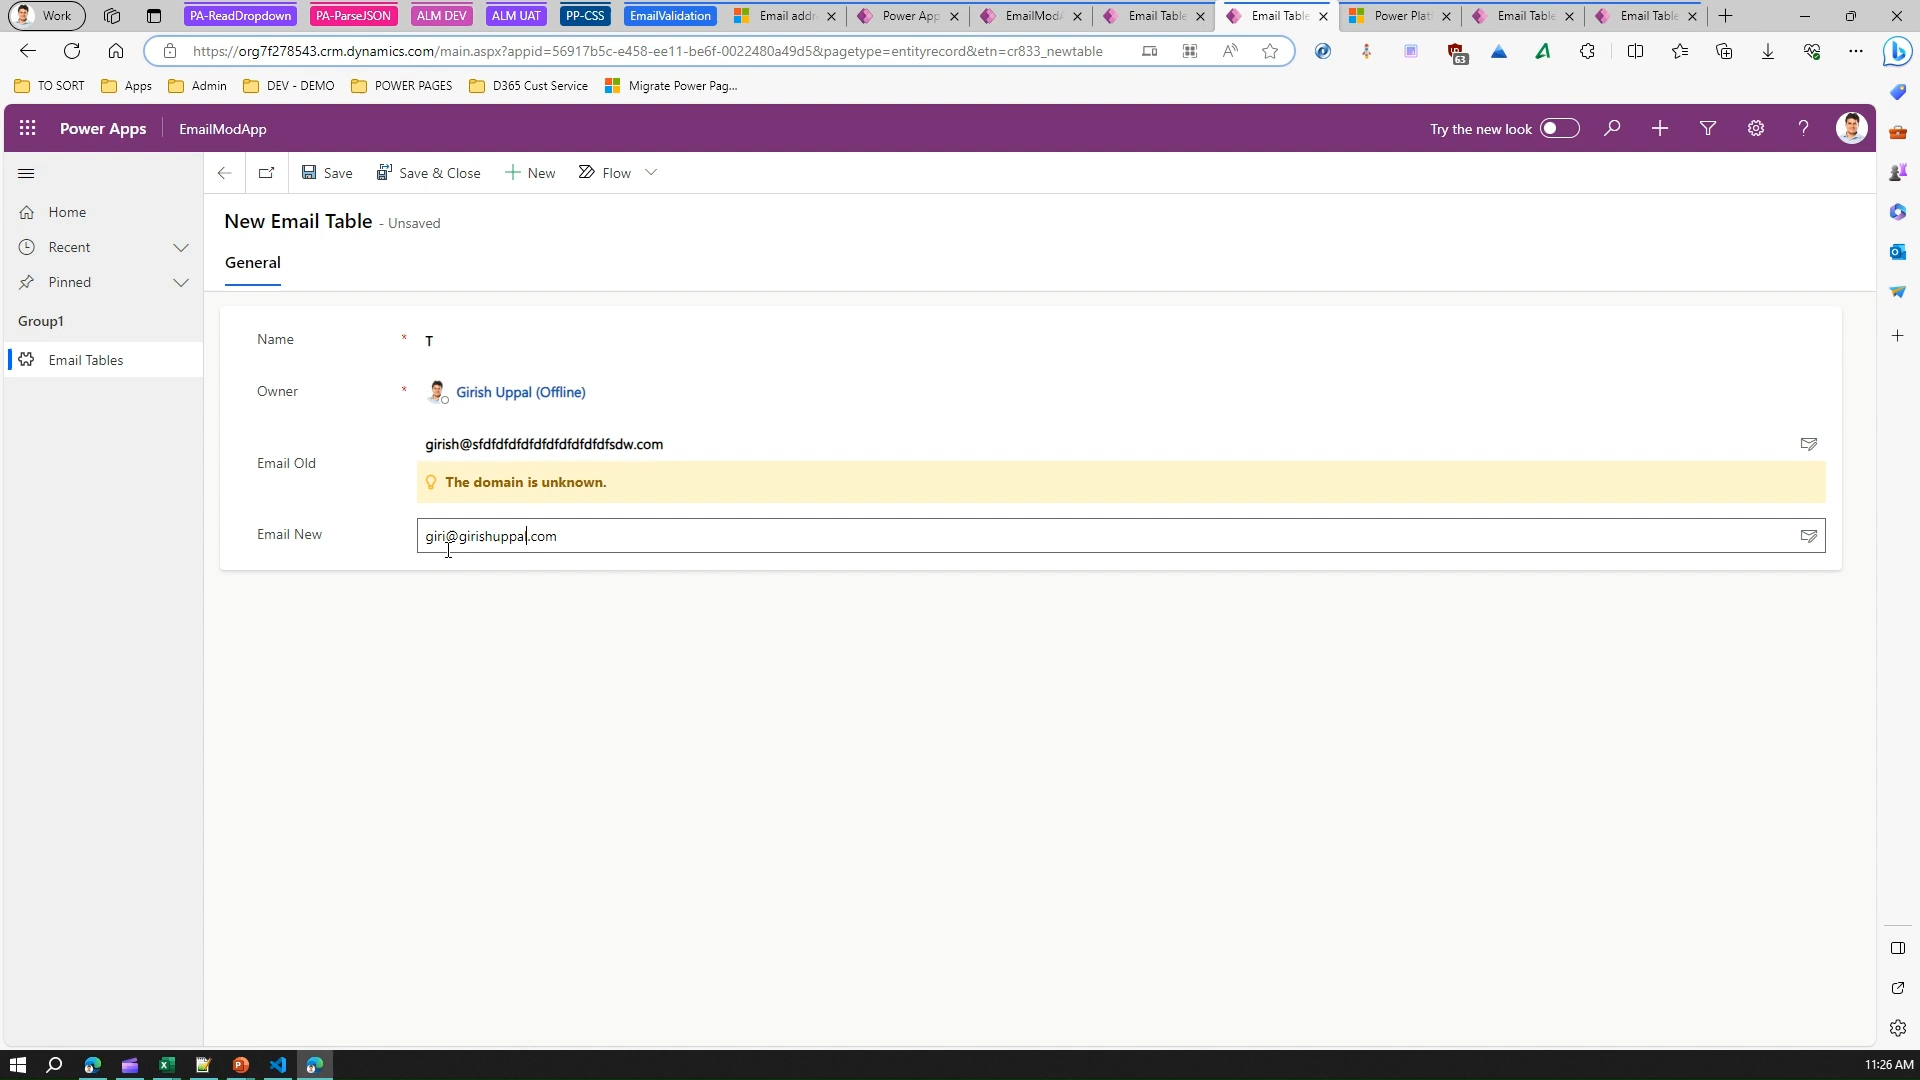 Work
PA-ReadDropdown
PA-ParseJSON
ALM DEV
ALM UAT
PP-CSS
EmailValidation
Email addr
Power App
EmailMod
Email Table
Email Table
Power Plat
Email Table
Email Table
https://org7f278543.crm.dynamics.com/main.aspx?appid=56917b5c-e458-ee11-be6f-0022480a49d5&pagetype=entityrecord&etn=cr833_newtable
63
TO SORT
Apps
Admin
DEV - DEMO
POWER PAGES
D365 Cust Service
Migrate Power Pag...
Power Apps
EmailModApp
Try the new look
Save
Save & Close
New
Flow
Home
Recent
Pinned
Group1
Email Tables
New Email Table - Unsaved
General
Name * T
Owner * Girish Uppal (Offline)
Email Old
The domain is unknown.
Email New giri@girishuppal.com
11:26 AM